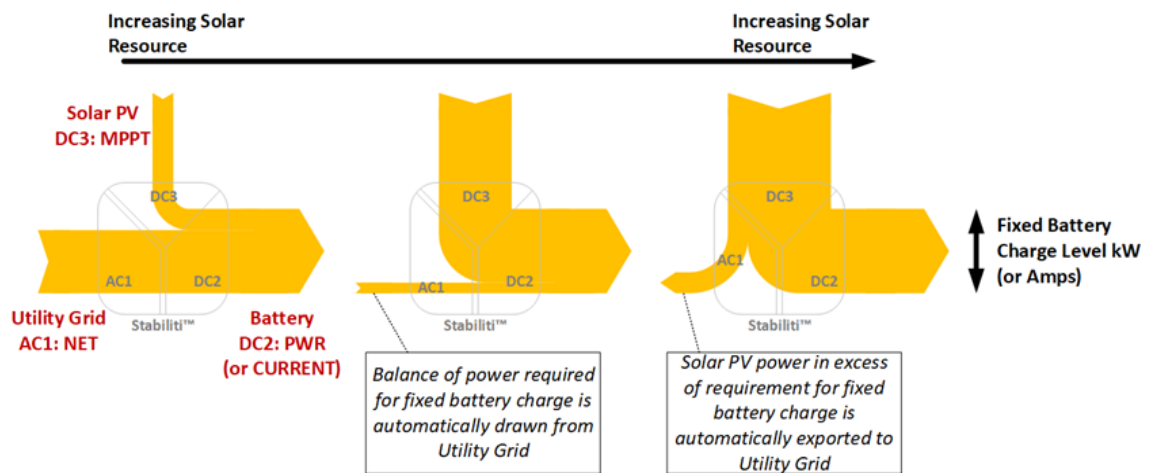 Increasing Solar
Resource
Increasing Solar
Resource
Solar PV
DC3: MPPT
DC3
AC1
DC2
Utility Grid
AC1: NET
Stabiliti™
Battery
DC2: PWR
(or CURRENT)
DC3
AC1
DC2
Stabiliti™
Balance of power required
for fixed battery charge is
automatically drawn from
Utility Grid
DC3
AC1
DC2
Stabiliti™
Solar PV power in excess
of requirement for fixed
battery charge is
automatically exported to
Utility Grid
Fixed Battery
Charge Level kW
(or Amps)